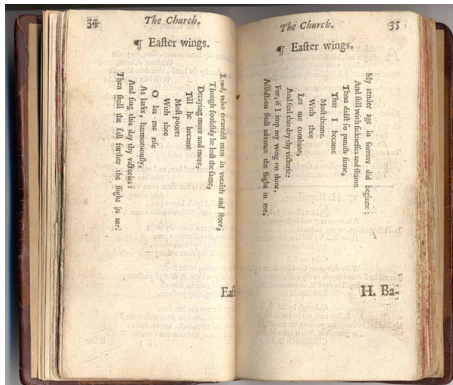 34 The Church.
¶ Eaſter wings.
Lord, who createdſt man in wealth and ſtore,
Though fooliſhly he loſt the ſame,
Decaying more and more,
Till he became
Moſt poore:
With thee
O let me riſe
As larks, harmoniouſly,
And ſing this day thy victories:
Then ſhall the fall further the flight in me.
The Church. 35
¶ Eaſter wings.
My tender age in ſorrow did beginne:
And ſtill with ſickneſſes and ſhame
Thou didſt ſo puniſh ſinne,
That I became
Moſt thinne.
With thee
Let me combine,
And feel this day thy victorie:
For, if I imp my wing on thine,
Affliction ſhall advance the flight in me.
H. Ba-